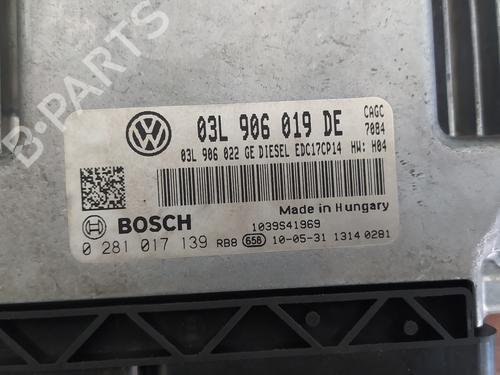 B-PARTS
03L 906 019 DE
CAGC
7084
03L 906 022 GE DIESEL EDC17CP14 HW: H04
Made in Hungary
BOSCH
1039S41969
0 281 017 139 RB8 658 10-05-31 1314 0281